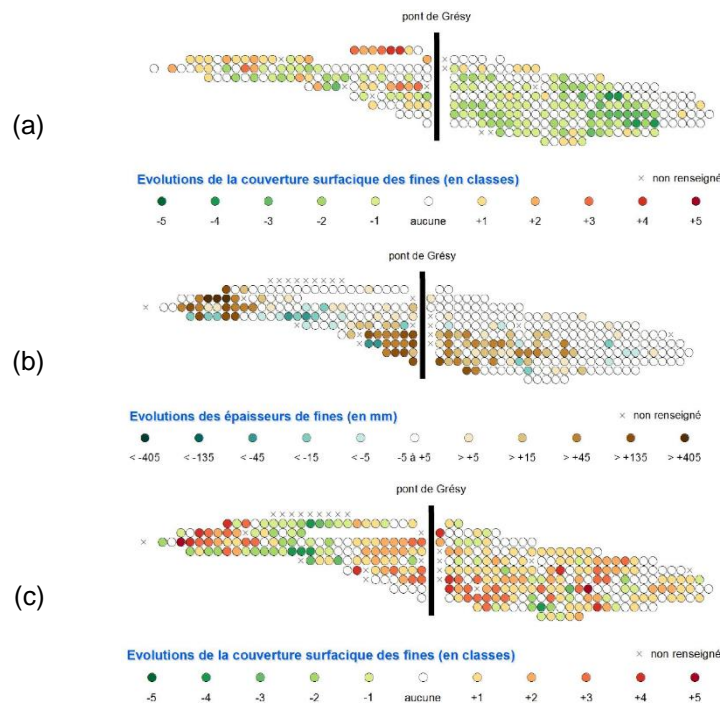 pont de Grésy
(a)
Evolutions de la couverture surfacique des fines (en classes) × non renseigné
-5 -4 -3 -2 -1 aucune +1 +2 +3 +4 +5
pont de Grésy
(b)
Evolutions des épaisseurs de fines (en mm) × non renseigné
< -405 < -135 < -45 < -15 < -5 -5 à +5 > +5 > +15 > +45 > +135 > +405
pont de Grésy
(c)
Evolutions de la couverture surfacique des fines (en classes) × non renseigné
-5 -4 -3 -2 -1 aucune +1 +2 +3 +4 +5